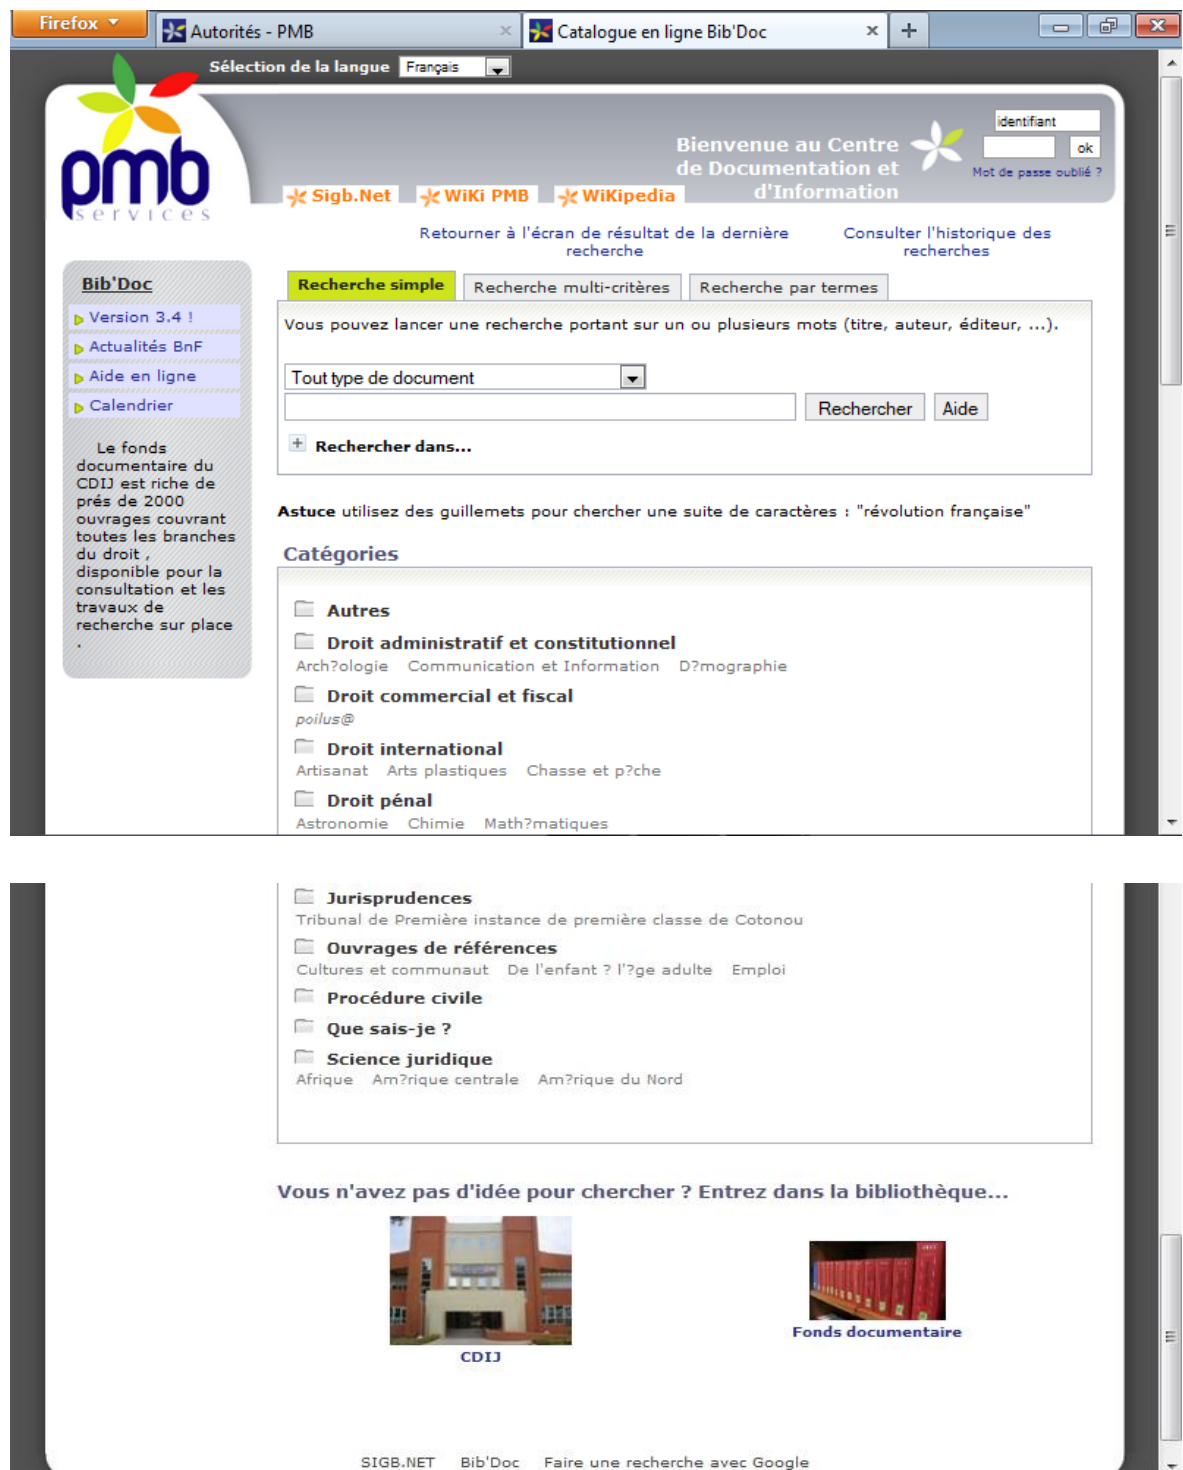 Firefox
Autorités - PMB
Catalogue en ligne Bib'Doc
Sélection de la langue Français
pmb
services
identifiant
ok
Mot de passe oublié ?
Bienvenue au Centre
de Documentation et
d'Information
Sigb.Net WiKi PMB WiKipedia
Retourner à l'écran de résultat de la dernière
recherche
Consulter l'historique des
recherches
Bib'Doc
Version 3.4 !
Actualités BnF
Aide en ligne
Calendrier
Le fonds
documentaire du
CDIJ est riche de
prés de 2000
ouvrages couvrant
toutes les branches
du droit ,
disponible pour la
consultation et les
travaux de
recherche sur place
.
Recherche simple Recherche multi-critères Recherche par termes
Vous pouvez lancer une recherche portant sur un ou plusieurs mots (titre, auteur, éditeur, ...).
Tout type de document
Rechercher Aide
Rechercher dans...
Astuce utilisez des guillemets pour chercher une suite de caractères : "révolution française"
Catégories
Autres
Droit administratif et constitutionnel
Arch?ologie Communication et Information D?mographie
Droit commercial et fiscal
poilus@
Droit international
Artisanat Arts plastiques Chasse et p?che
Droit pénal
Astronomie Chimie Math?matiques
Jurisprudences
Tribunal de Première instance de première classe de Cotonou
Ouvrages de références
Cultures et communaut De l'enfant ? l'?ge adulte Emploi
Procédure civile
Que sais-je ?
Science juridique
Afrique Am?rique centrale Am?rique du Nord
Vous n'avez pas d'idée pour chercher ? Entrez dans la bibliothèque...
CDIJ
Fonds documentaire
SIGB.NET Bib'Doc Faire une recherche avec Google